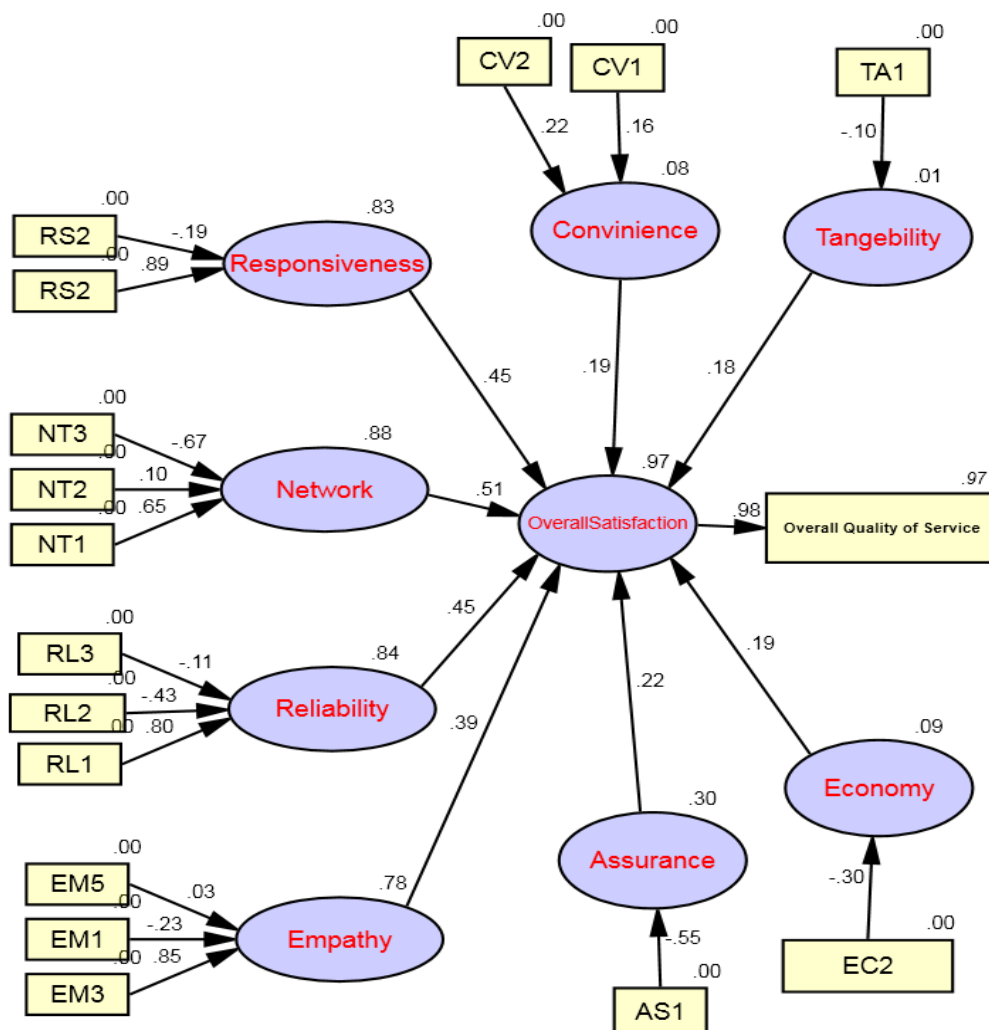 .00
.00
.00
CV2
CV1
TA1
.22
.16
-.10
.08
.01
.00
.83
RS2
-.19
.00
Responsiveness
Convinience
Tangebility
RS2
.89
.45
.19
.18
.00
.88
NT3
-.67
.00
.97
.97
NT2
.10
Network
.51
OverallSatisfaction
.98
Overall Quality of Service
.00
.65
NT1
.00
.84
.45
.19
RL3
-.11
.00
.22
RL2
-.43
Reliability
.39
.00
.80
RL1
.09
Economy
.00
.78
.30
Assurance
EM5
.03
.00
-.30
EM1
-.23
Empathy
-.55
.00
.00
.85
EM3
.00
EC2
AS1